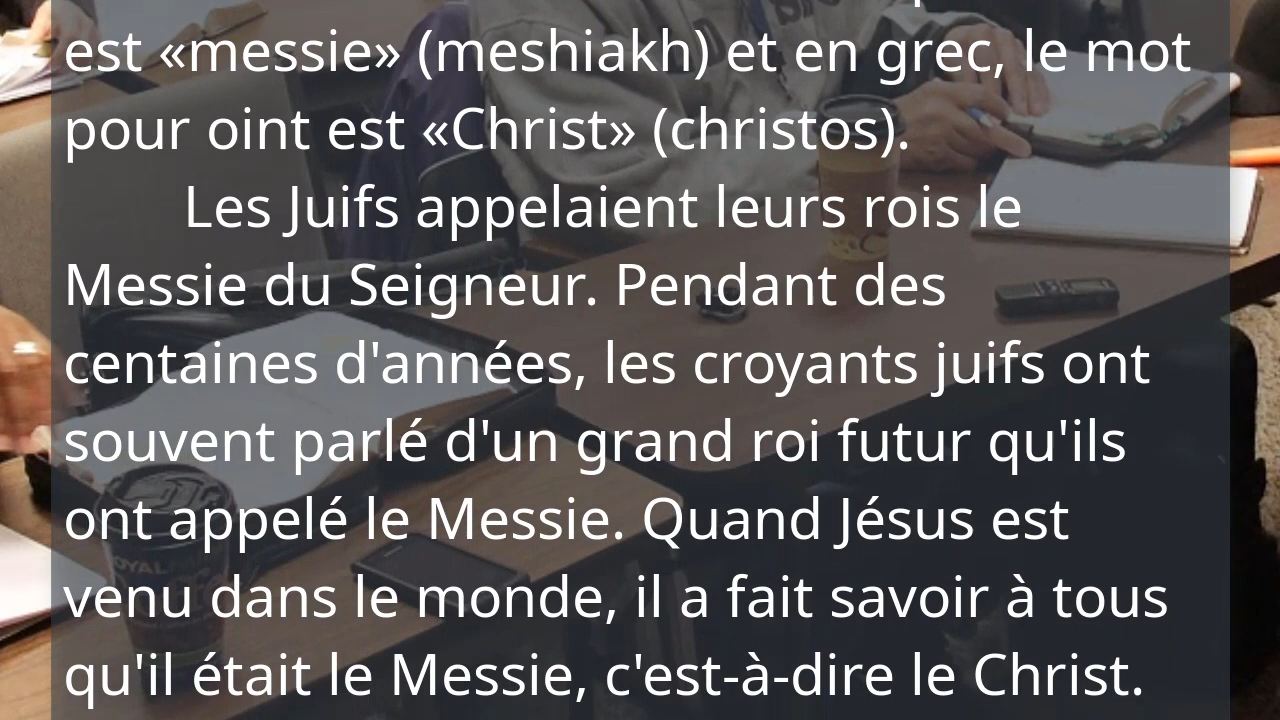 est «messie» (meshiakh) et en grec, le mot
pour oint est «Christ» (christos).
Les Juifs appelaient leurs rois le
Messie du Seigneur. Pendant des
centaines d'années, les croyants juifs ont
souvent parlé d'un grand roi futur qu'ils
ont appelé le Messie. Quand Jésus est
venu dans le monde, il a fait savoir à tous
qu'il était le Messie, c'est-à-dire le Christ.